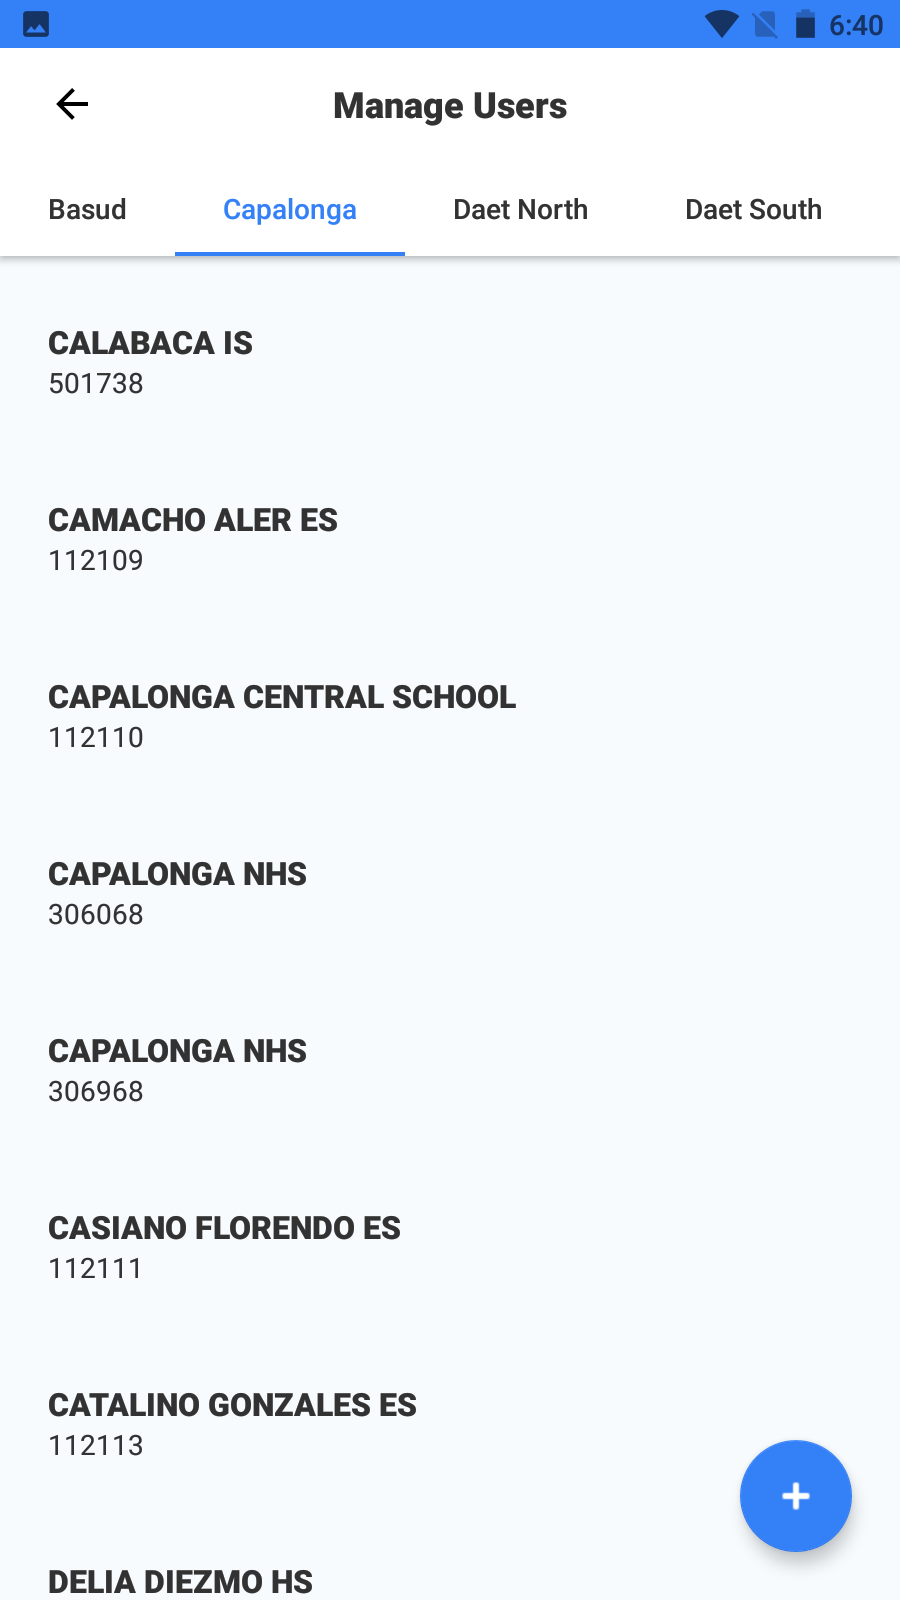 6:40
Manage Users
Basud Capalonga Daet North Daet South
CALABACA IS
501738
CAMACHO ALER ES
112109
CAPALONGA CENTRAL SCHOOL
112110
CAPALONGA NHS
306068
CAPALONGA NHS
306968
CASIANO FLORENDO ES
112111
CATALINO GONZALES ES
112113
DELIA DIEZMO HS